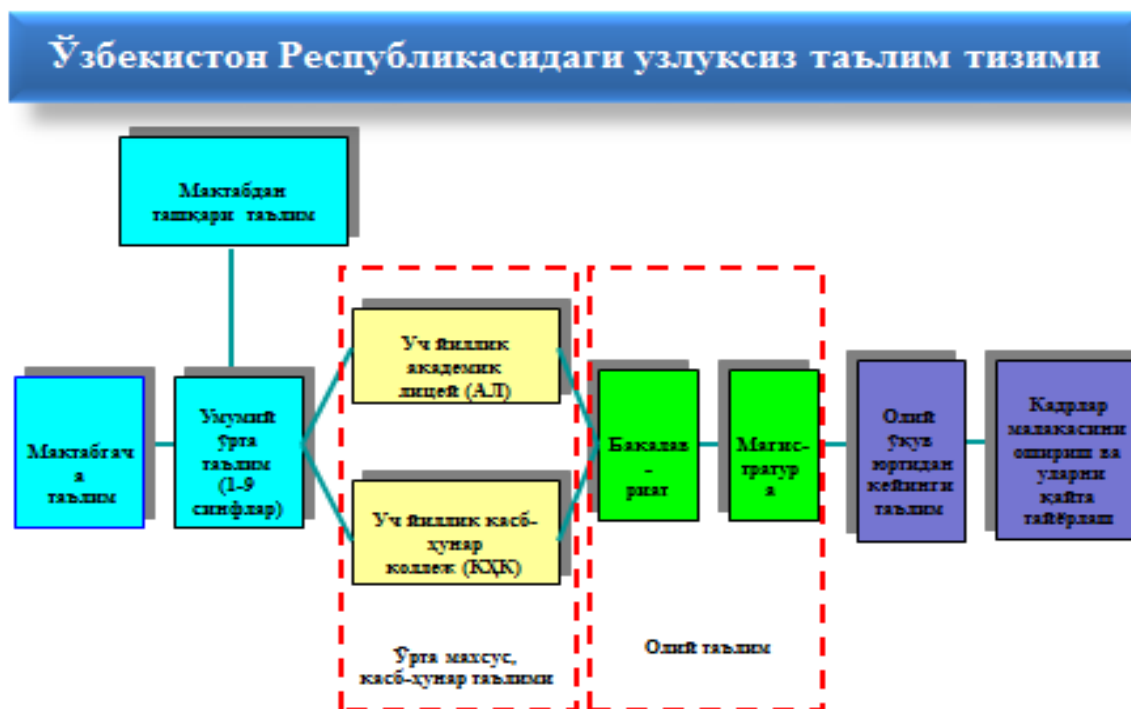 Ўзбекистон Республикасидаги узлуксиз таълим тизими
Мактабдан
ташқари таълим
Мактабгач
а
таълим
Умумий
ўрта
таълим
(1-9
синфлар)
Уч йиллик
академик
лицей (АЛ)
Уч йиллик касб-
ҳунар
коллеж (КҲК)
Ўрта махсус,
касб-ҳунар таълими
Бакалав
-
риат
Магис-
тратур
а
Олий таълим
Олий
ўқув
юртидан
кейинги
таълим
Кадрлар
малакасини
ошириш ва
уларни
қайта
тайёрлаш